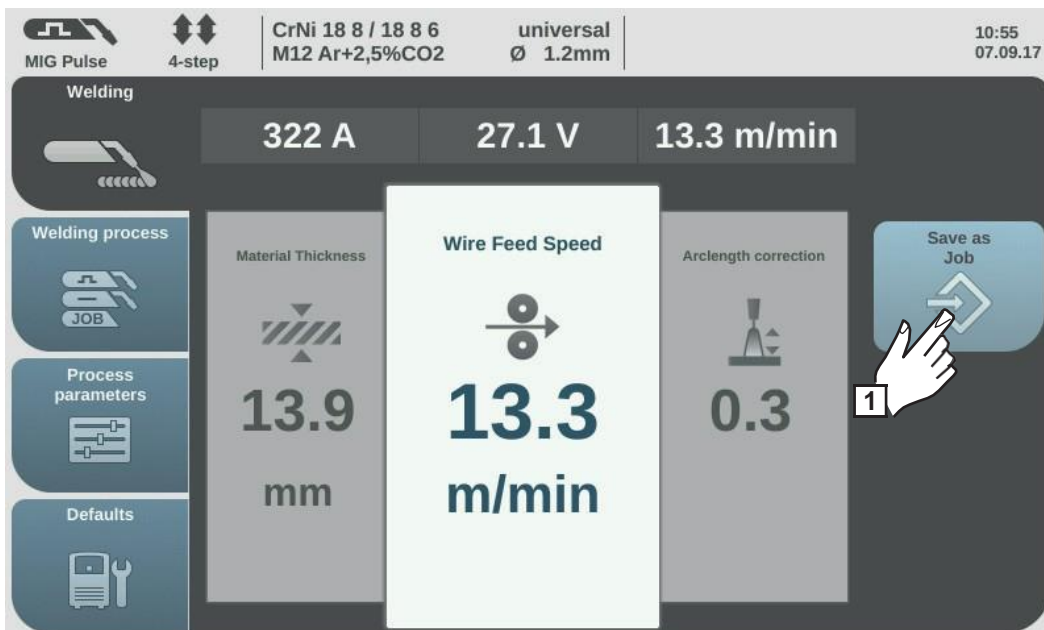 MIG Pulse
4-step
CrNi 18 8 / 18 8 6 universal
M12 Ar+2,5%CO2 Ø 1.2mm
10:55
07.09.17
Welding
322 A
27.1 V
13.3 m/min
Welding process
JOB
Process
parameters
Defaults
Material Thickness
13.9
mm
Wire Feed Speed
13.3
m/min
Arclength correction
0.3
Save as
Job
1